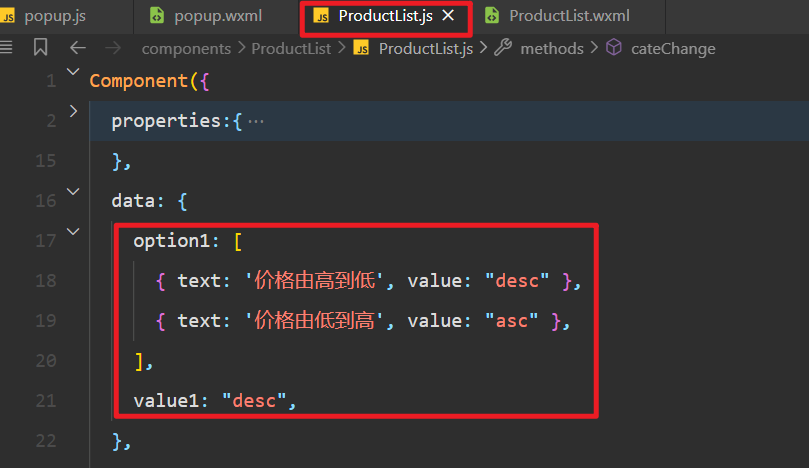 JS popup.js popup.wxml JS ProductList.js × ProductList.wxml
components > ProductList > JS ProductList.js > methods > cateChange
1 Component({
2 properties:{ ···
15 },
16 data: {
17 option1: [
18 { text: '价格由高到低', value: "desc" },
19 { text: '价格由低到高', value: "asc" },
20 ],
21 value1: "desc",
22 },